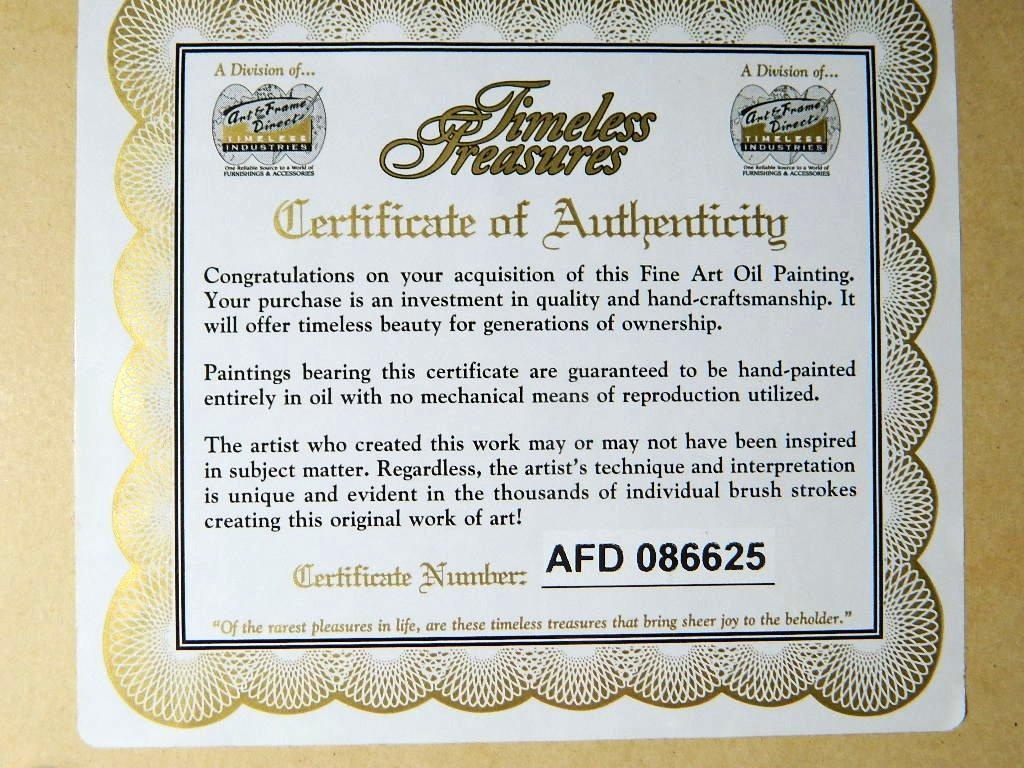 A Division of...
Art & Frame
Direct
TIMELESS
INDUSTRIES
One Reliable Source to a World of
FURNISHINGS & ACCESSORIES
Timeless
Treasures
A Division of...
Art & Frame
Direct
TIMELESS
INDUSTRIES
One Reliable Source to a World of
FURNISHINGS & ACCESSORIES
Certificate of Authenticity
Congratulations on your acquisition of this Fine Art Oil Painting.
Your purchase is an investment in quality and hand-craftsmanship. It
will offer timeless beauty for generations of ownership.
Paintings bearing this certificate are guaranteed to be hand-painted
entirely in oil with no mechanical means of reproduction utilized.
The artist who created this work may or may not have been inspired
in subject matter. Regardless, the artist's technique and interpretation
is unique and evident in the thousands of individual brush strokes
creating this original work of art!
Certificate Number: AFD 086625
"Of the rarest pleasures in life, are these timeless treasures that bring sheer joy to the beholder."